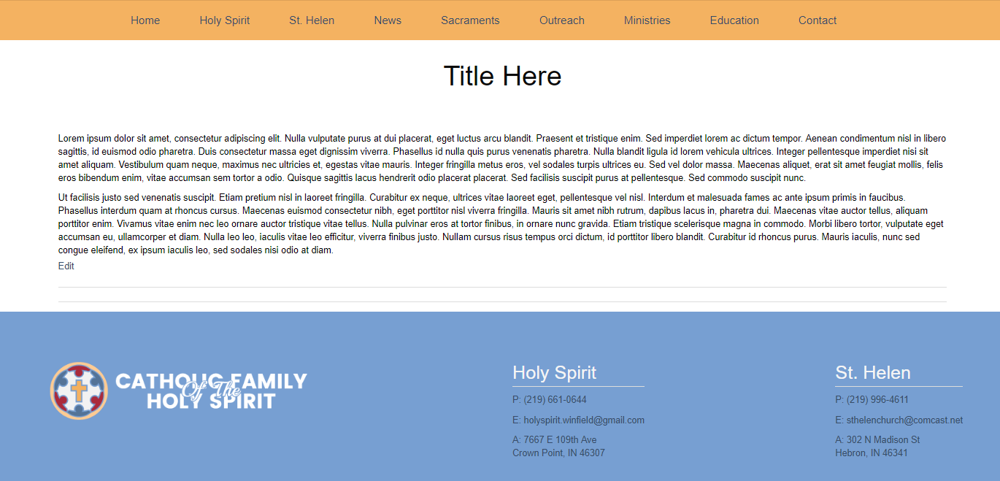 Home Holy Spirit St. Helen News Sacraments Outreach Ministries Education Contact
Title Here
Lorem ipsum dolor sit amet, consectetur adipiscing elit. Nulla vulputate purus at dui placerat, eget luctus arcu blandit. Praesent et tristique enim. Sed imperdiet lorem ac dictum tempor. Aenean condimentum nisl in libero
sagittis, id euismod odio pharetra. Duis consectetur massa eget dignissim viverra. Phasellus id nulla quis purus venenatis pharetra. Nulla blandit ligula id lorem vehicula ultrices. Integer pellentesque imperdiet nisi sit
amet aliquam. Vestibulum quam neque, maximus nec ultricies et, egestas vitae mauris. Integer fringilla metus eros, vel sodales turpis ultrices eu. Sed vel dolor massa. Maecenas aliquet, erat sit amet feugiat mollis, felis
eros bibendum enim, vitae accumsan sem tortor a odio. Quisque sagittis lacus hendrerit odio placerat placerat. Sed facilisis suscipit purus at pellentesque. Sed commodo suscipit nunc.
Ut facilisis justo sed venenatis suscipit. Etiam pretium nisl in laoreet fringilla. Curabitur ex neque, ultrices vitae laoreet eget, pellentesque vel nisl. Interdum et malesuada fames ac ante ipsum primis in faucibus.
Phasellus interdum quam at rhoncus cursus. Maecenas euismod consectetur nibh, eget porttitor nisl viverra fringilla. Mauris sit amet nibh rutrum, dapibus lacus in, pharetra dui. Maecenas vitae auctor tellus, aliquam
porttitor enim. Vivamus vitae enim nec leo ornare auctor tristique vitae tellus. Nulla pulvinar eros at tortor finibus, in ornare nunc gravida. Etiam tristique scelerisque magna in commodo. Morbi libero tortor, vulputate eget
accumsan eu, ullamcorper et diam. Nulla leo leo, iaculis vitae leo efficitur, viverra finibus justo. Nullam cursus risus tempus orci dictum, id porttitor libero blandit. Curabitur id rhoncus purus. Mauris iaculis, nunc sed
congue eleifend, ex ipsum iaculis leo, sed sodales nisi odio at diam.
Edit
CATHOLIC FAMILY
Of The
HOLY SPIRIT
Holy Spirit
P: (219) 661-0644
E: holyspirit.winfield@gmail.com
A: 7667 E 109th Ave
Crown Point, IN 46307
St. Helen
P: (219) 996-4611
E: sthelenchurch@comcast.net
A: 302 N Madison St
Hebron, IN 46341